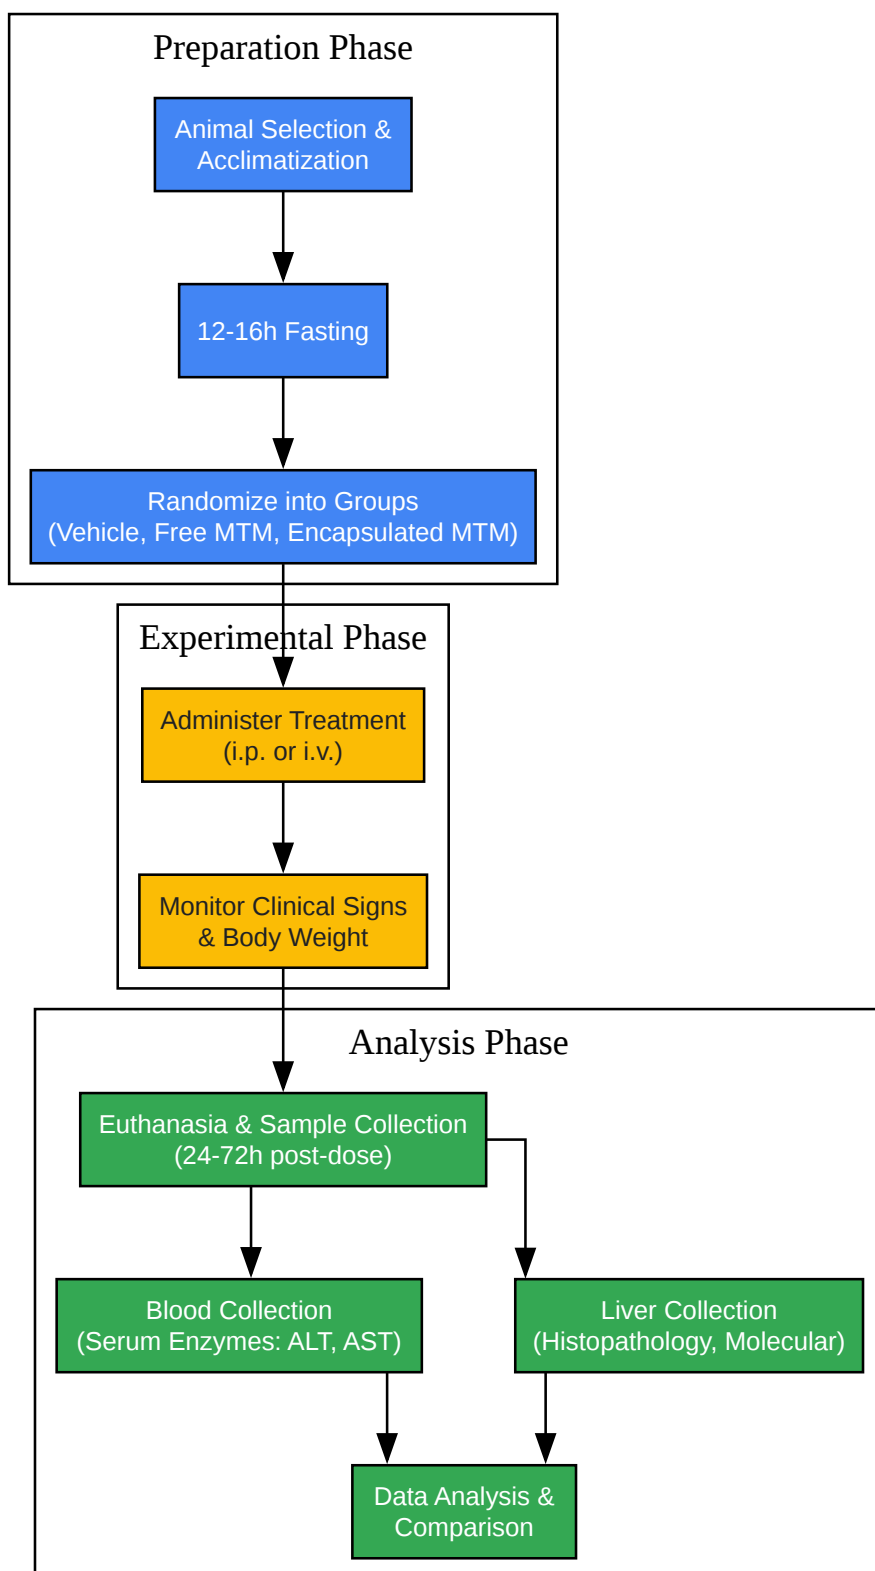 Preparation Phase
Animal Selection &
Acclimatization
12-16h Fasting
Randomize into Groups
(Vehicle, Free MTM, Encapsulated MTM)
Experimental Phase
Administer Treatment
(i.p. or i.v.)
Monitor Clinical Signs
& Body Weight
Analysis Phase
Euthanasia & Sample Collection
(24-72h post-dose)
Blood Collection
(Serum Enzymes: ALT, AST)
Liver Collection
(Histopathology, Molecular)
Data Analysis &
Comparison